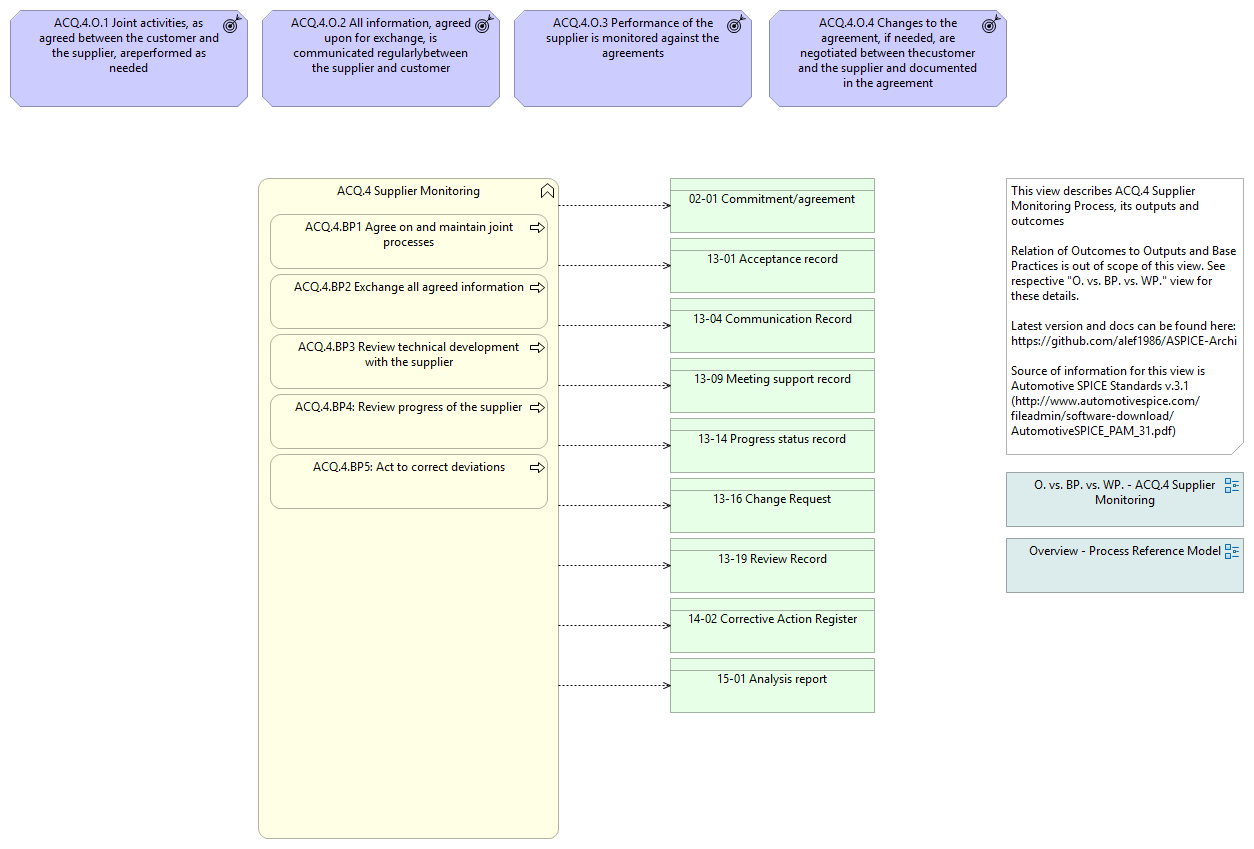 ACQ.4.O.1 Joint activities, as
agreed between the customer and
the supplier, areperformed as
needed
ACQ.4.O.2 All information, agreed
upon for exchange, is
communicated regularlybetween
the supplier and customer
ACQ.4.O.3 Performance of the
supplier is monitored against the
agreements
ACQ.4.O.4 Changes to the
agreement, if needed, are
negotiated between thecustomer
and the supplier and documented
in the agreement
ACQ.4 Supplier Monitoring
ACQ.4.BP1 Agree on and maintain joint
processes
ACQ.4.BP2 Exchange all agreed information
ACQ.4.BP3 Review technical development
with the supplier
ACQ.4.BP4: Review progress of the supplier
ACQ.4.BP5: Act to correct deviations
02-01 Commitment/agreement
13-01 Acceptance record
13-04 Communication Record
13-09 Meeting support record
13-14 Progress status record
13-16 Change Request
13-19 Review Record
14-02 Corrective Action Register
15-01 Analysis report
This view describes ACQ.4 Supplier
Monitoring Process, its outputs and
outcomes
Relation of Outcomes to Outputs and Base
Practices is out of scope of this view. See
respective "O. vs. BP. vs. WP." view for
these details.
Latest version and docs can be found here:
https://github.com/alef1986/ASPICE-Archi
Source of information for this view is
Automotive SPICE Standards v.3.1
(http://www.automotivespice.com/
fileadmin/software-download/
AutomotiveSPICE_PAM_31.pdf)
O. vs. BP. vs. WP. - ACQ.4 Supplier
Monitoring
Overview - Process Reference Model